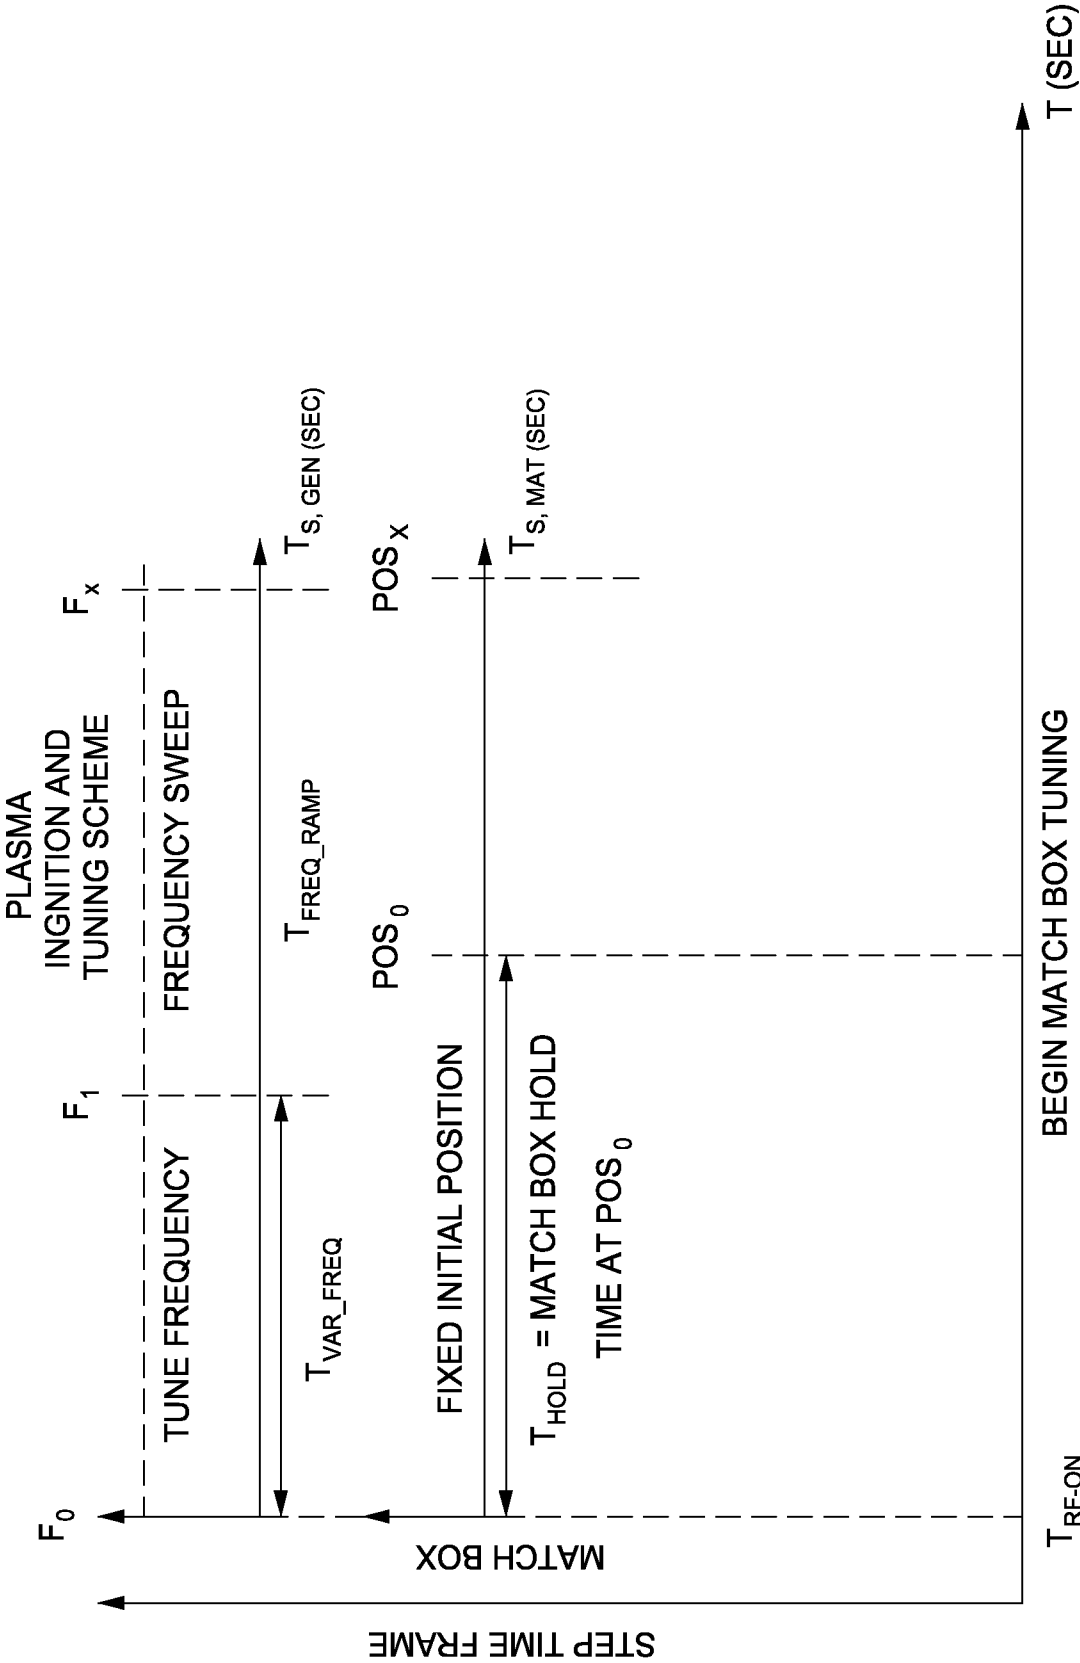 PLASMA
INGNITION AND
TUNING SCHEME
F0
F1
Fx
TUNE FREQUENCY
FREQUENCY SWEEP
TVAR_FREQ
TFREQ_RAMP
TS, GEN (SEC)
MATCH BOX
POS0
POSX
FIXED INITIAL POSITION
TS, MAT (SEC)
THOLD = MATCH BOX HOLD
TIME AT POS0
STEP TIME FRAME
TRF-ON
BEGIN MATCH BOX TUNING
T (SEC)